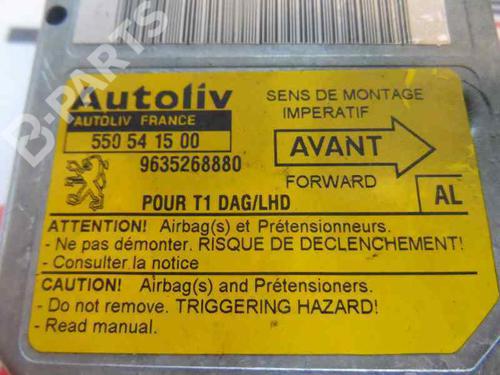 B-PARTS
Autoliv
AUTOLIV FRANCE
550 54 15 00
9635268880
POUR T1 DAG/LHD
SENS DE MONTAGE
IMPERATIF
AVANT
FORWARD
AL
ATTENTION! Airbag(s) et Prétensionneurs.
- Ne pas démonter. RISQUE DE DECLENCHEMENT!
- Consulter la notice
CAUTION! Airbag(s) and Prétensioners.
- Do not remove. TRIGGERING HAZARD!
- Read manual.